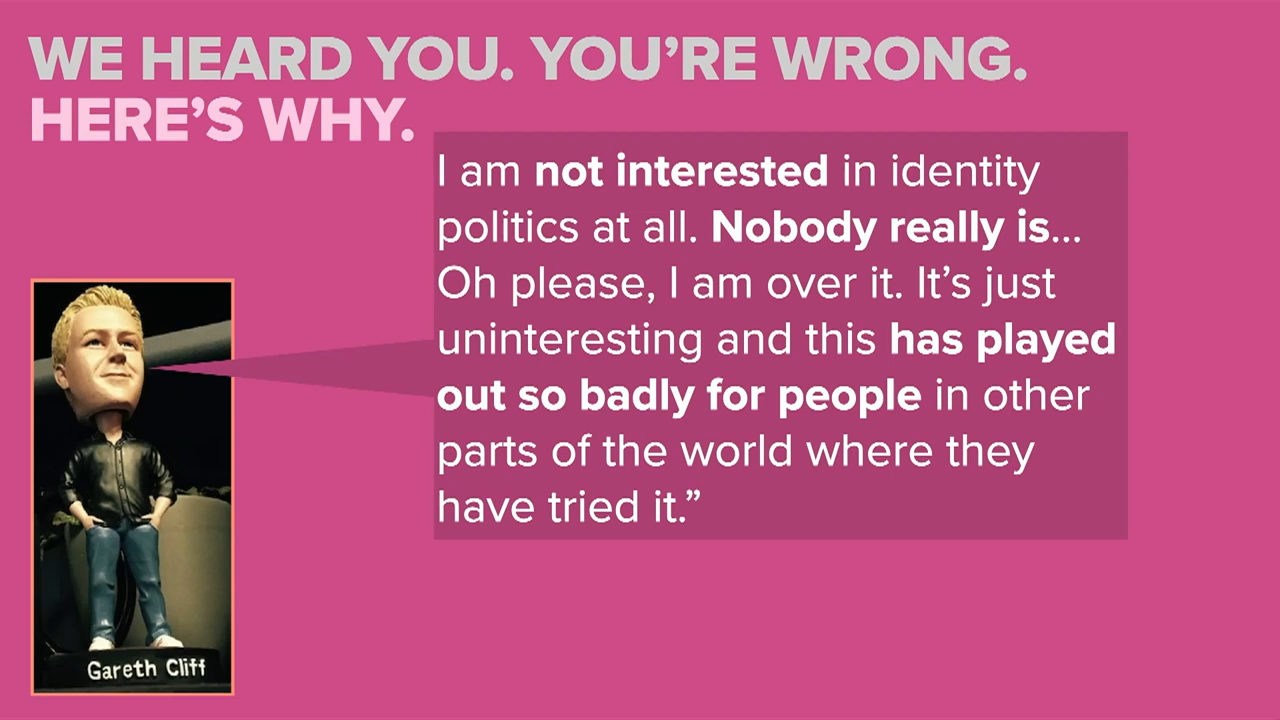 WE HEARD YOU. YOU’RE WRONG.
HERE’S WHY.
I am not interested in identity
politics at all. Nobody really is...
Oh please, I am over it. It’s just
uninteresting and this has played
out so badly for people in other
parts of the world where they
have tried it.”
Gareth Cliff